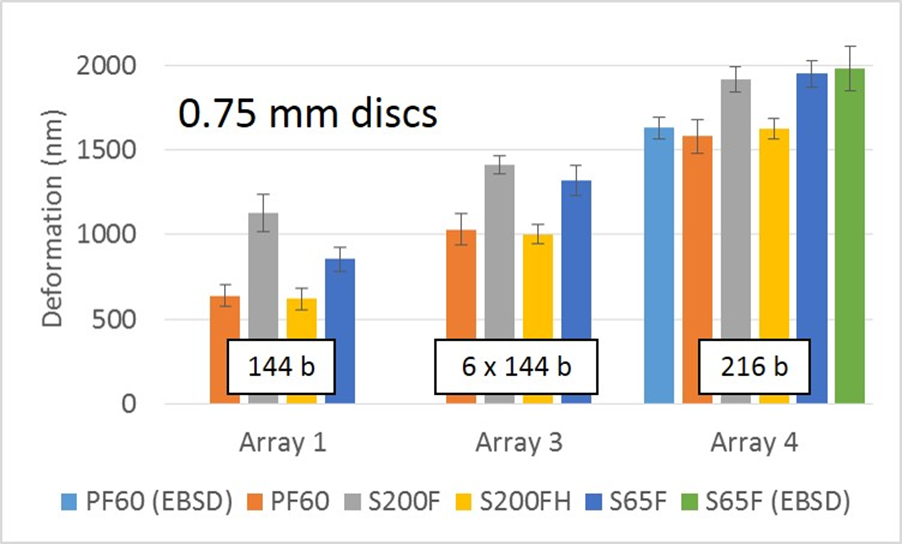 2000
0.75 mm discs
1500
1000
500
0
Deformation (nm)
144 b
6 x 144 b
216 b
Array 1
Array 3
Array 4
PF60 (EBSD)
PF60
S200F
S200FH
S65F
S65F (EBSD)